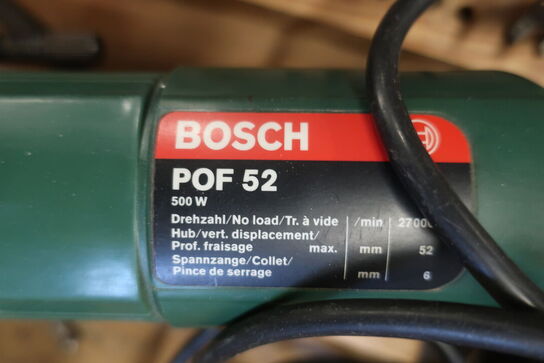 BOSCH
POF 52
500 W
Drehzahl/No load/Tr. à vide /min 2700
Hub/vert. displacement/
Prof. fraisage max. mm 52
Spannzange/Collet/
Pince de serrage mm 6